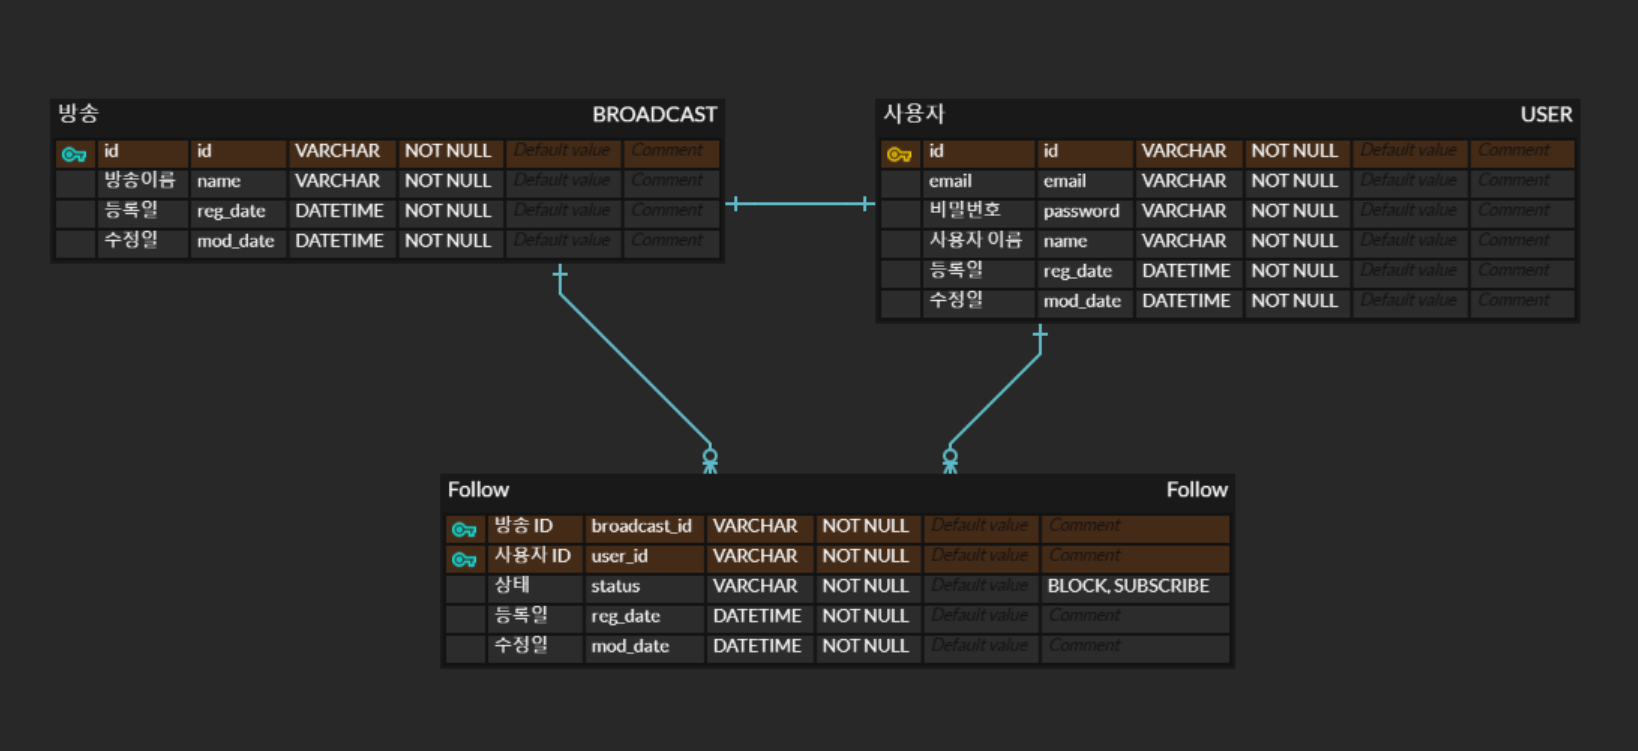 방송 BROADCAST
id id VARCHAR NOT NULL Default value Comment
방송이름 name VARCHAR NOT NULL Default value Comment
등록일 reg_date DATETIME NOT NULL Default value Comment
수정일 mod_date DATETIME NOT NULL Default value Comment
사용자 USER
id id VARCHAR NOT NULL Default value Comment
email email VARCHAR NOT NULL Default value Comment
비밀번호 password VARCHAR NOT NULL Default value Comment
사용자 이름 name VARCHAR NOT NULL Default value Comment
등록일 reg_date DATETIME NOT NULL Default value Comment
수정일 mod_date DATETIME NOT NULL Default value Comment
Follow Follow
방송 ID broadcast_id VARCHAR NOT NULL Default value Comment
사용자 ID user_id VARCHAR NOT NULL Default value Comment
상태 status VARCHAR NOT NULL Default value BLOCK, SUBSCRIBE
등록일 reg_date DATETIME NOT NULL Default value Comment
수정일 mod_date DATETIME NOT NULL Default value Comment